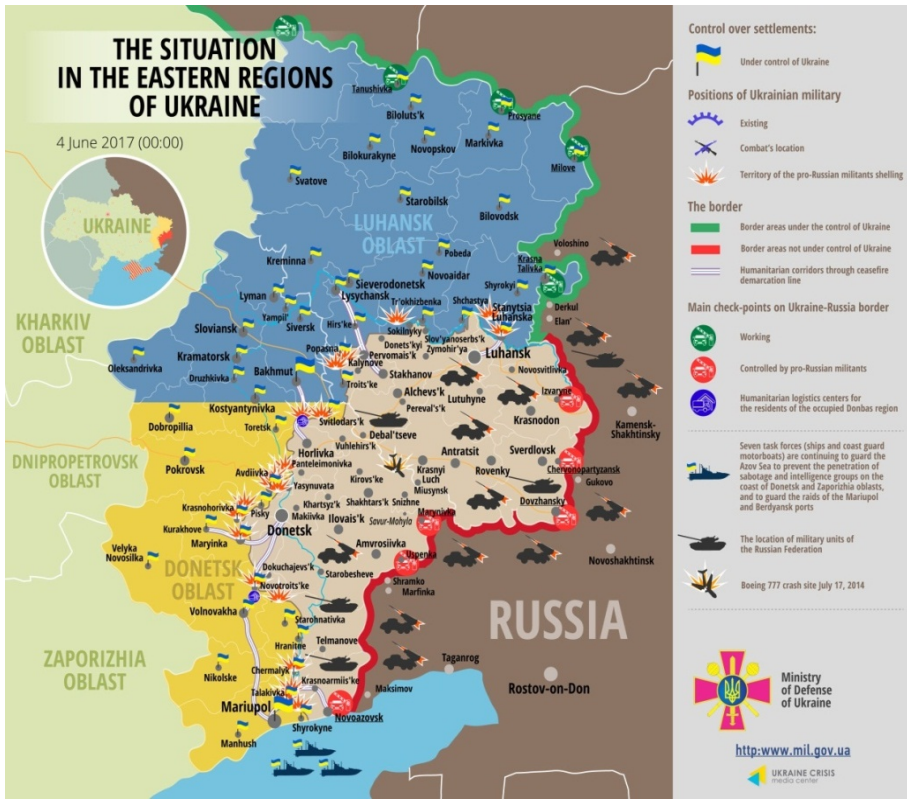 THE SITUATION
IN THE EASTERN REGIONS
OF UKRAINE
4 June 2017 (00:00)
UKRAINE
KHARKIV
OBLAST
DNIPROPETROVSK
OBLAST
ZAPORIZHIA
OBLAST
LUHANSK
OBLAST
DONETSK
OBLAST
RUSSIA
Tanushivka
Biloluts'k
Prosyane
Bilokurakyne
Novopskov
Markivka
Milove
Svatove
Starobilsk
Bilovodsk
Pobeda
Voloshino
Kreminna
Novoaidar
Krasna
Talivka
Sieverodonetsk
Lysychansk
Shyrokyi
Lyman
Tr'okhizbenka
Shchastya
Stanytsia
Luhanska
Derkul
Elan'
Yampil'
Siversk
Hirs'ke
Sokilnyky
Sloviansk
Donets'kyi
Slov'yanoserbs'k
Popasna
Pervomais'k
Zymohir'ya
Luhansk
Oleksandrivka
Kramatorsk
Kalynove
Novosvitlivka
Druzhkivka
Bakhmut
Troits'ke
Stakhanov
Izvaryne
Alchevs'k
Lutuhyne
Kostyantynivka
Pereval's'k
Krasnodon
Kamensk-
Shakhtinsky
Dobropillia
Toretsk
Svitlodars'k
Debal'tseve
Vuhlehirs'k
Horlivka
Antratsit
Sverdlovsk
Pokrovsk
Panteleimonivka
Rovenky
Chervonopartyzansk
Avdiivka
Kirovs'ke
Krasnyi
Luch
Gukovo
Yasynuvata
Miusynsk
Krasnohorivka
Khartsyz'k
Shakhtars'k
Snizhne
Dovzhansky
Pisky
Makiivka
Ilovais'k
Savur-Mohyla
Marynivka
Kurakhove
Donetsk
Maryinka
Amvrosiivka
Uspenka
Velyka
Novosilka
Novoshakhtinsk
Dokuchajevs'k
Starobesheve
Novotroits'ke
Shramko
Marfinka
Volnovakha
Starohnativka
Hranitne
Telmanove
Chermalyk
Taganrog
Nikolske
Krasnoarmiis'ke
Rostov-on-Don
Talakivka
Maksimov
Mariupol
Novoazovsk
Shyrokyne
Manhush
Control over settlements:
Under control of Ukraine
Positions of Ukrainian military
Existing
Combat's location
Territory of the pro-Russian militants shelling
The border
Border areas under the control of Ukraine
Border areas not under control of Ukraine
Humanitarian corridors through ceasefire
demarcation line
Main check-points on Ukraine-Russia border
Working
Controlled by pro-Russian militants
Humanitarian logistics centers for
the residents of the occupied Donbas region
Seven task forces (ships and coast guard
motorboats) are continuing to guard the
Azov Sea to prevent the penetration of
sabotage and intelligence groups on the
coast of Donetsk and Zaporizhia oblasts,
and to guard the raids of the Mariupol
and Berdyansk ports
The location of military units of
the Russian Federation
Boeing 777 crash site July 17, 2014
Ministry
of Defense
of Ukraine
http:www.mil.gov.ua
UKRAINE CRISIS
media center